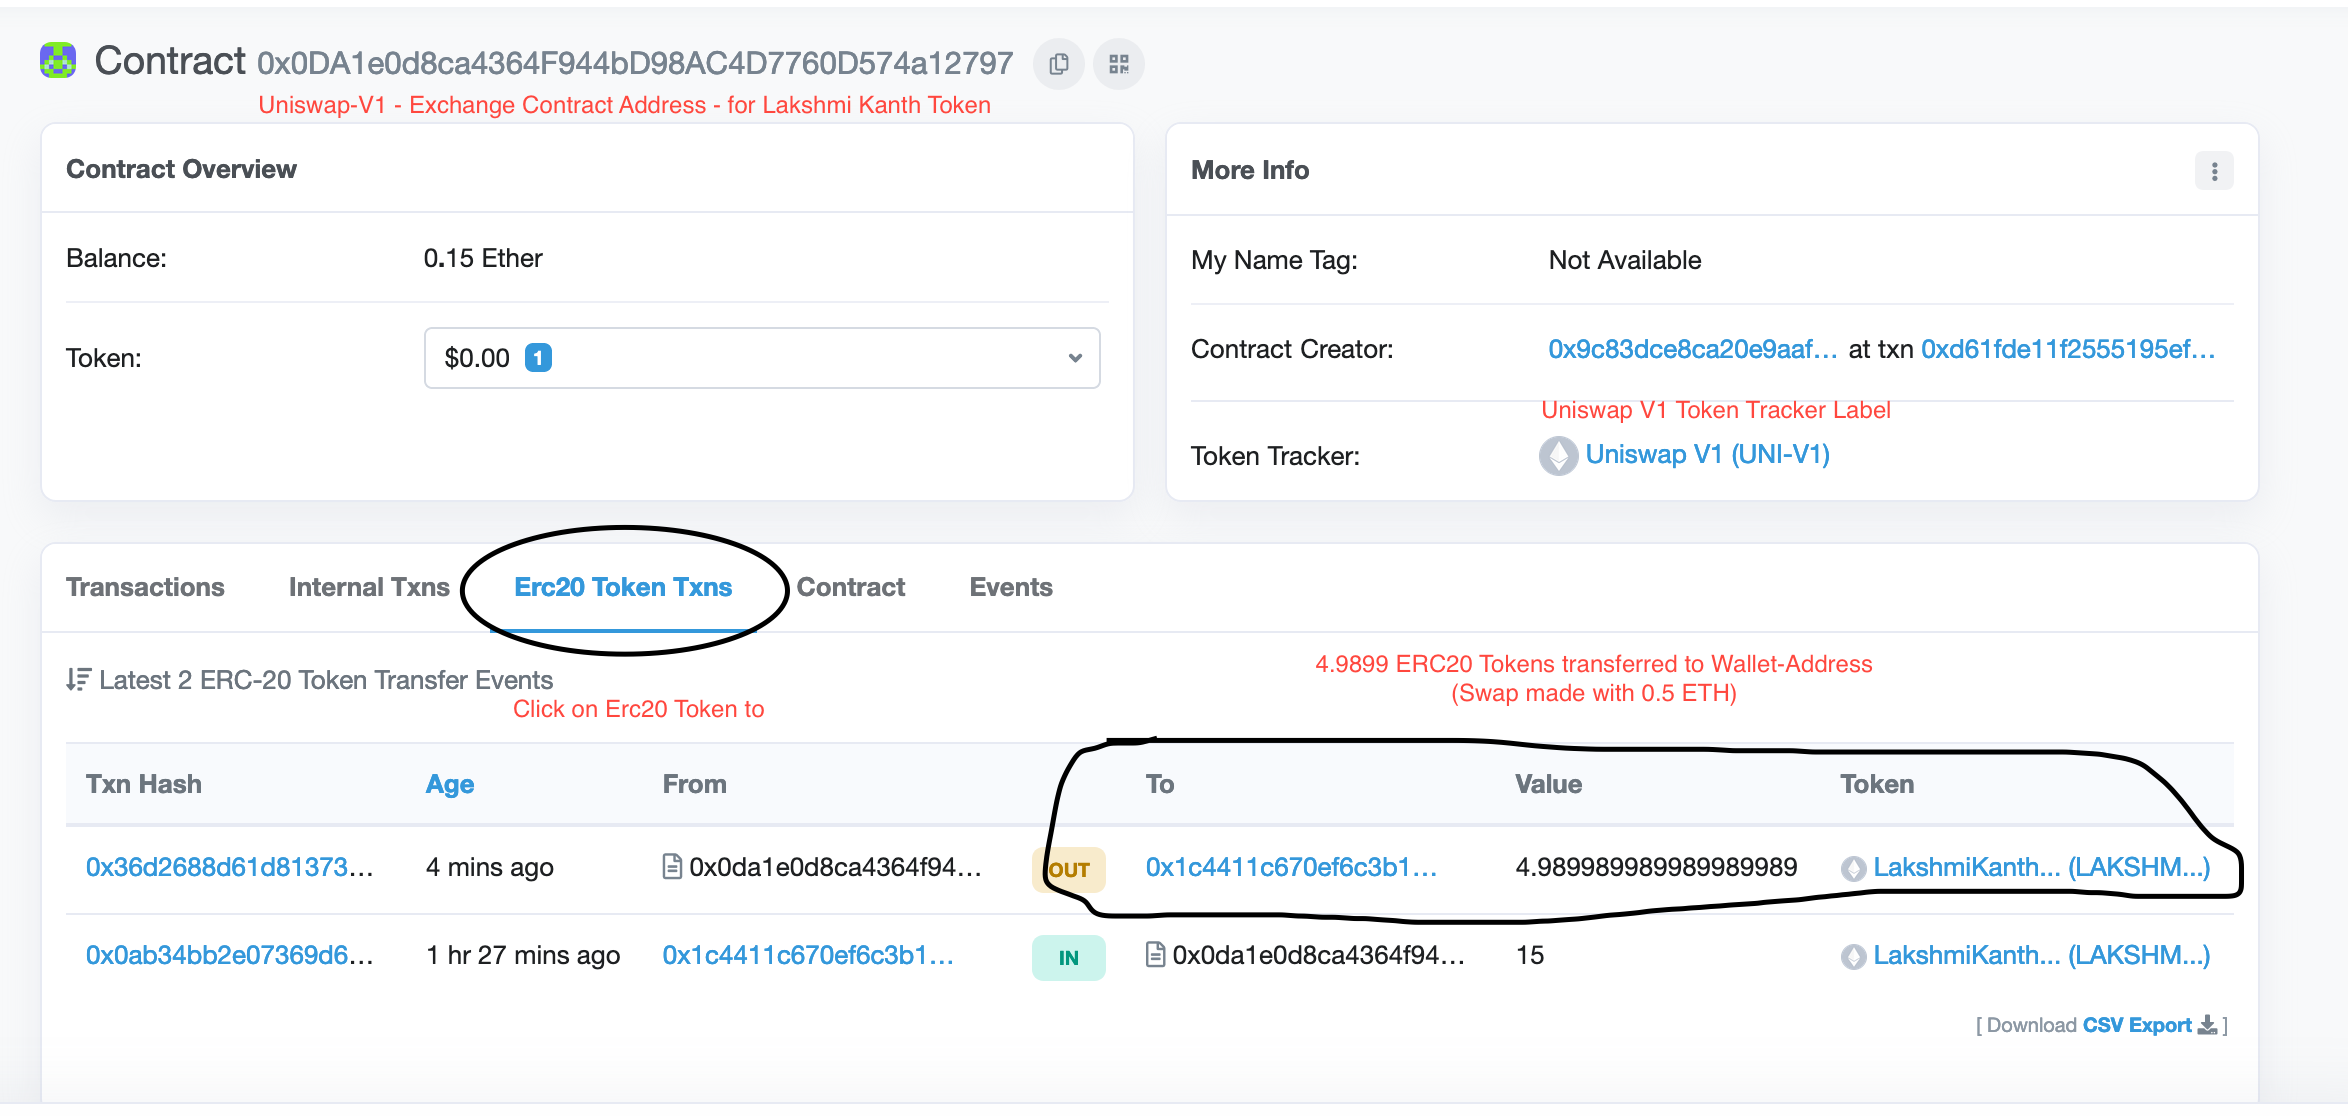 Contract 0x0DA1e0d8ca4364F944bD98AC4D7760D574a12797
Uniswap-V1 - Exchange Contract Address - for Lakshmi Kanth Token
Contract Overview
Balance: 0.15 Ether
Token: $0.00 1
More Info
My Name Tag: Not Available
Contract Creator: 0x9c83dce8ca20e9aaf... at txn 0xd61fde11f2555195ef...
Uniswap V1 Token Tracker Label
Token Tracker: Uniswap V1 (UNI-V1)
Transactions Internal Txns Erc20 Token Txns Contract Events
Latest 2 ERC-20 Token Transfer Events
Click on Erc20 Token to
4.9899 ERC20 Tokens transferred to Wallet-Address
(Swap made with 0.5 ETH)
Txn Hash Age From To Value Token
0x36d2688d61d81373... 4 mins ago 0x0da1e0d8ca4364f94... OUT 0x1c4411c670ef6c3b1... 4.989989989989989989 LakshmiKanth... (LAKSHM...)
0x0ab34bb2e07369d6... 1 hr 27 mins ago 0x1c4411c670ef6c3b1... IN 0x0da1e0d8ca4364f94... 15 LakshmiKanth... (LAKSHM...)
[ Download CSV Export ]